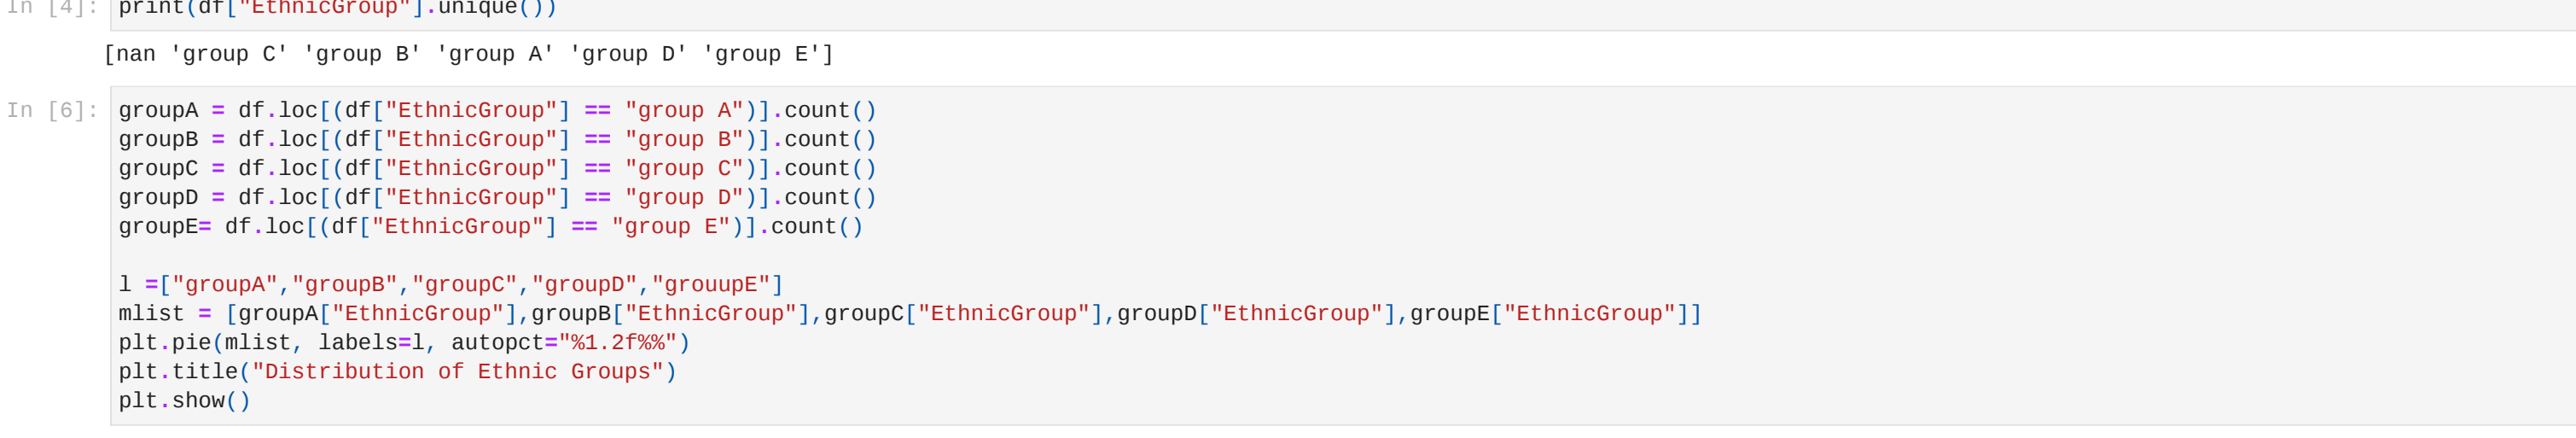 In [4]: print(df["EthnicGroup"].unique())
[nan 'group C' 'group B' 'group A' 'group D' 'group E']
In [6]: groupA = df.loc[(df["EthnicGroup"] == "group A")].count()
groupB = df.loc[(df["EthnicGroup"] == "group B")].count()
groupC = df.loc[(df["EthnicGroup"] == "group C")].count()
groupD = df.loc[(df["EthnicGroup"] == "group D")].count()
groupE= df.loc[(df["EthnicGroup"] == "group E")].count()
l =["groupA","groupB","groupC","groupD","grouupE"]
mlist = [groupA["EthnicGroup"],groupB["EthnicGroup"],groupC["EthnicGroup"],groupD["EthnicGroup"],groupE["EthnicGroup"]]
plt.pie(mlist, labels=l, autopct="%1.2f%%")
plt.title("Distribution of Ethnic Groups")
plt.show()